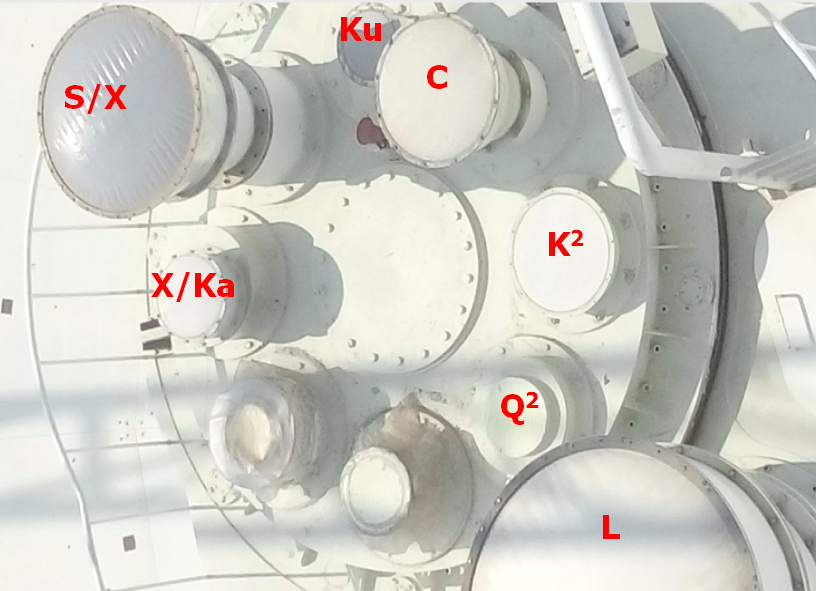 Ku
C
S/X
K²
X/Ka
Q²
L